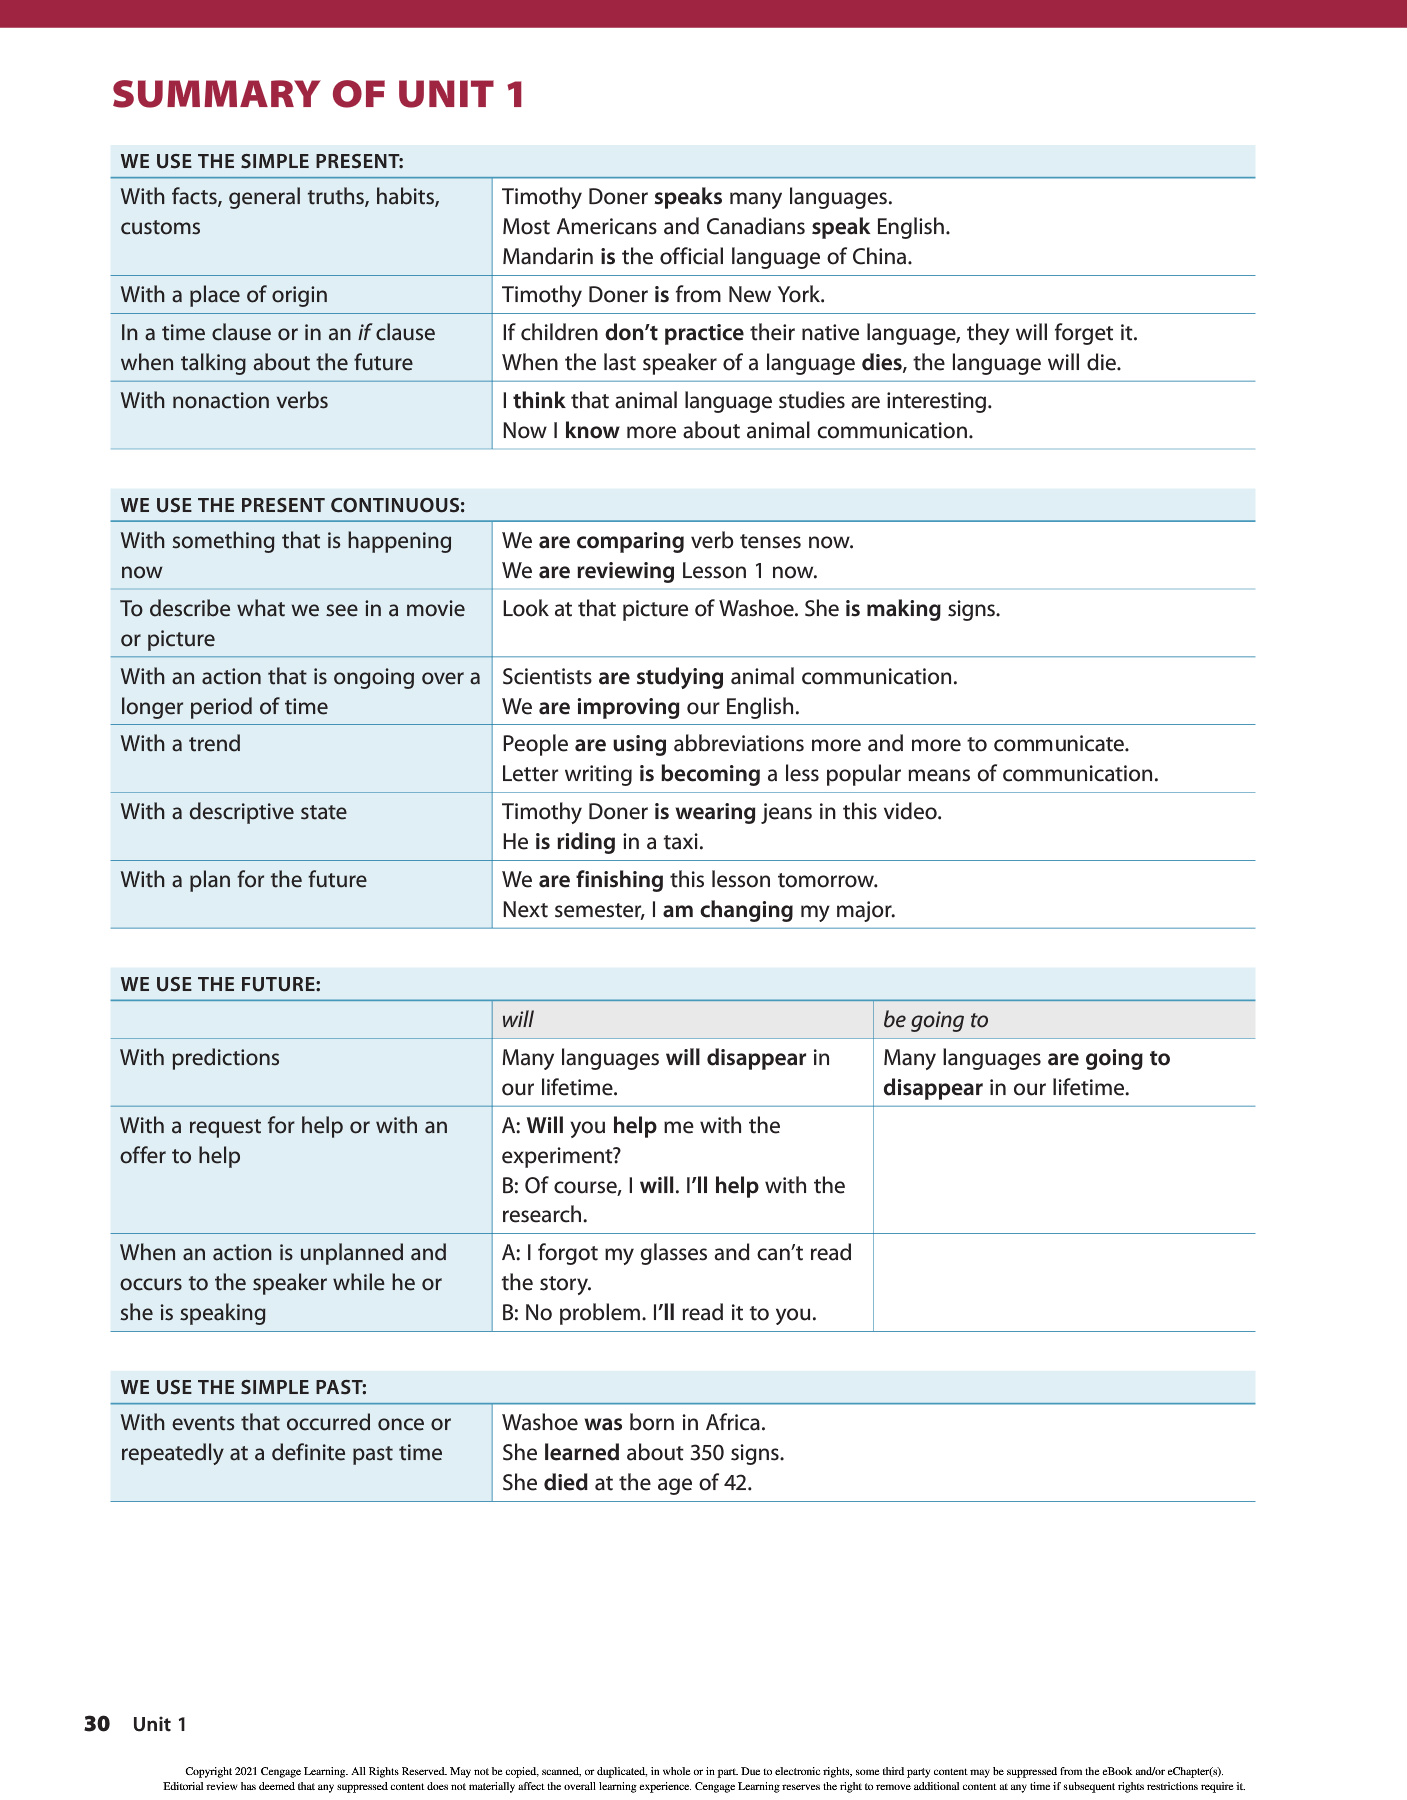 SUMMARY OF UNIT 1
WE USE THE SIMPLE PRESENT:
With facts, general truths, habits,
customs
Timothy Doner speaks many languages.
Most Americans and Canadians speak English.
Mandarin is the official language of China.
With a place of origin
Timothy Doner is from New York.
In a time clause or in an if clause
when talking about the future
If children don't practice their native language, they will forget it.
When the last speaker of a language dies, the language will die.
With nonaction verbs
I think that animal language studies are interesting.
Now I know more about animal communication.
WE USE THE PRESENT CONTINUOUS:
With something that is happening
now
We are comparing verb tenses now.
We are reviewing Lesson 1 now.
To describe what we see in a movie
or picture
Look at that picture of Washoe. She is making signs.
With an action that is ongoing over a
longer period of time
Scientists are studying animal communication.
We are improving our English.
With a trend
People are using abbreviations more and more to communicate.
Letter writing is becoming a less popular means of communication.
With a descriptive state
Timothy Doner is wearing jeans in this video.
He is riding in a taxi.
With a plan for the future
We are finishing this lesson tomorrow.
Next semester, I am changing my major.
WE USE THE FUTURE:
will
be going to
With predictions
Many languages will disappear in
our lifetime.
Many languages are going to
disappear in our lifetime.
With a request for help or with an
offer to help
A: Will you help me with the
experiment?
B: Of course, I will. I'll help with the
research.
When an action is unplanned and
occurs to the speaker while he or
she is speaking
A: I forgot my glasses and can't read
the story.
B: No problem. I'll read it to you.
WE USE THE SIMPLE PAST:
With events that occurred once or
repeatedly at a definite past time
Washoe was born in Africa.
She learned about 350 signs.
She died at the age of 42.
30 Unit 1
Copyright 2021 Cengage Learning. All Rights Reserved. May not be copied, scanned, or duplicated, in whole or in part. Due to electronic rights, some third party content may be suppressed from the eBook and/or eChapter(s).
Editorial review has deemed that any suppressed content does not materially affect the overall learning experience. Cengage Learning reserves the right to remove additional content at any time if subsequent rights restrictions require it.